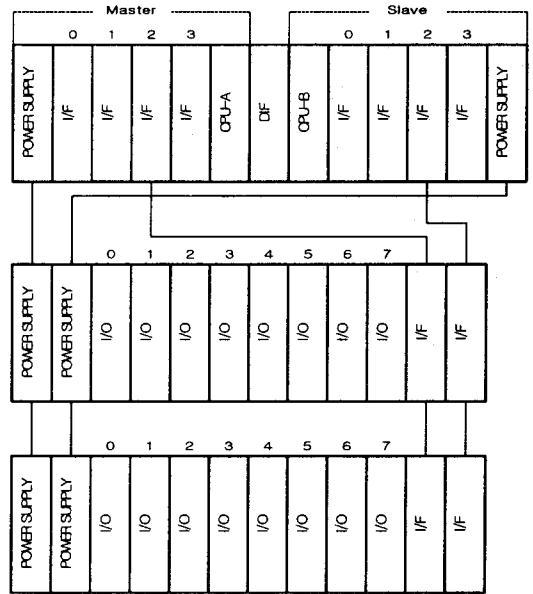 Master Slave
0 1 2 3 0 1 2 3
POWER SUPPLY I/F I/F I/F I/F CPU-A DIF CPU-B I/F I/F I/F I/F POWER SUPPLY
0 1 2 3 4 5 6 7
POWER SUPPLY POWER SUPPLY I/O I/O I/O I/O I/O I/O I/O I/O I/F I/F
0 1 2 3 4 5 6 7
POWER SUPPLY POWER SUPPLY I/O I/O I/O I/O I/O I/O I/O I/O I/F I/F